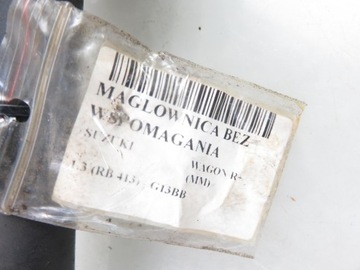 MAGLOWNICA BEZ
WSPOMAGANIA
SUZUKI WAGON R-
1.3 (RB 413) G13BB (MM)